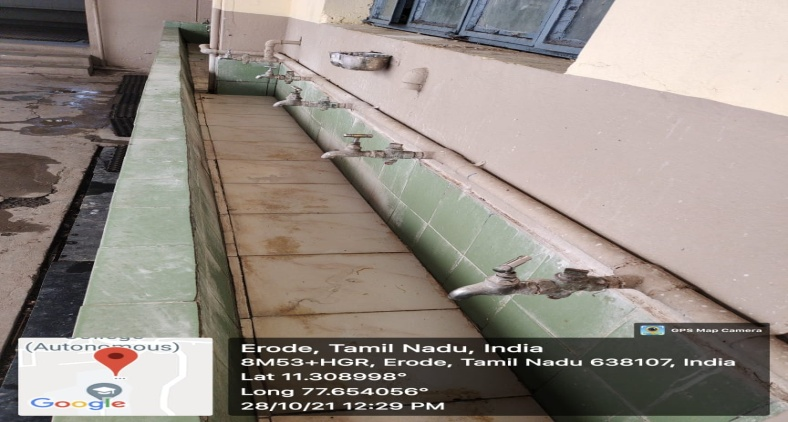 GPS Map Camera
(Autonomous)
Google
Erode, Tamil Nadu, India
8M53+HGR, Erode, Tamil Nadu 638107, India
Lat 11.308998°
Long 77.654056°
28/10/21 12:29 PM